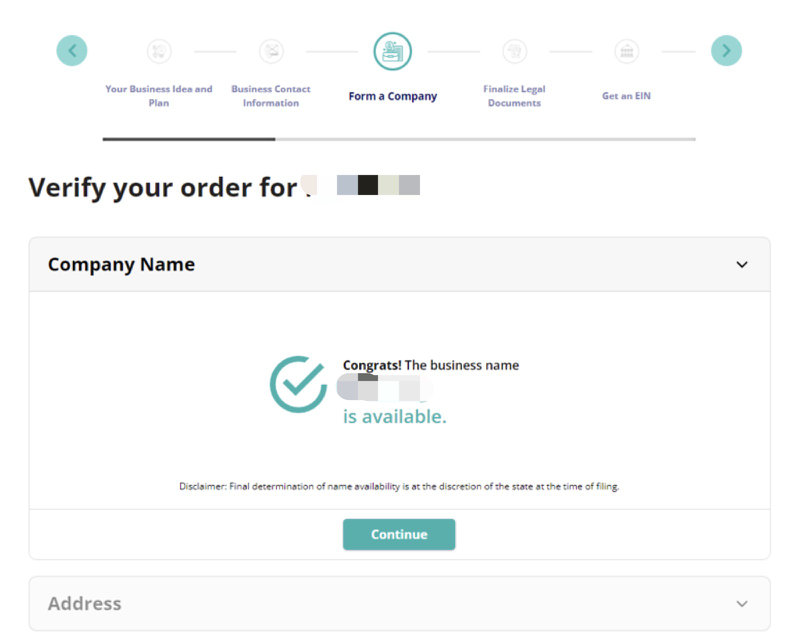 Your Business Idea and
Plan
Business Contact
Information
Form a Company
Finalize Legal
Documents
Get an EIN
Verify your order for
Company Name
Congrats! The business name
is available.
Disclaimer: Final determination of name availability is at the discretion of the state at the time of filing.
Continue
Address